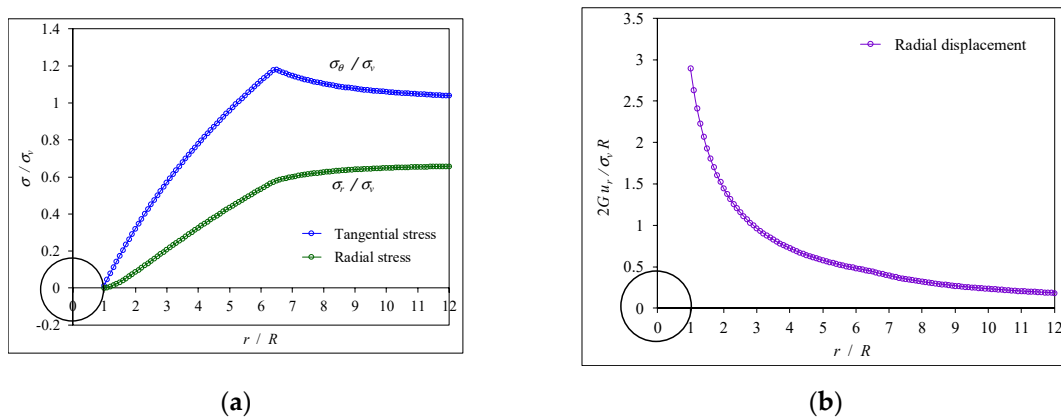 1.4
1.2
1
0.8
0.6
0.4
0.2
0
-0.2
σ / σᵥ
σ_θ / σᵥ
σ_r / σᵥ
Tangential stress
Radial stress
0 1 2 3 4 5 6 7 8 9 10 11 12
r / R
(a)
3.5
3
2.5
2
1.5
1
0.5
0
2G u_r / σᵥ R
Radial displacement
0 1 2 3 4 5 6 7 8 9 10 11 12
r / R
(b)